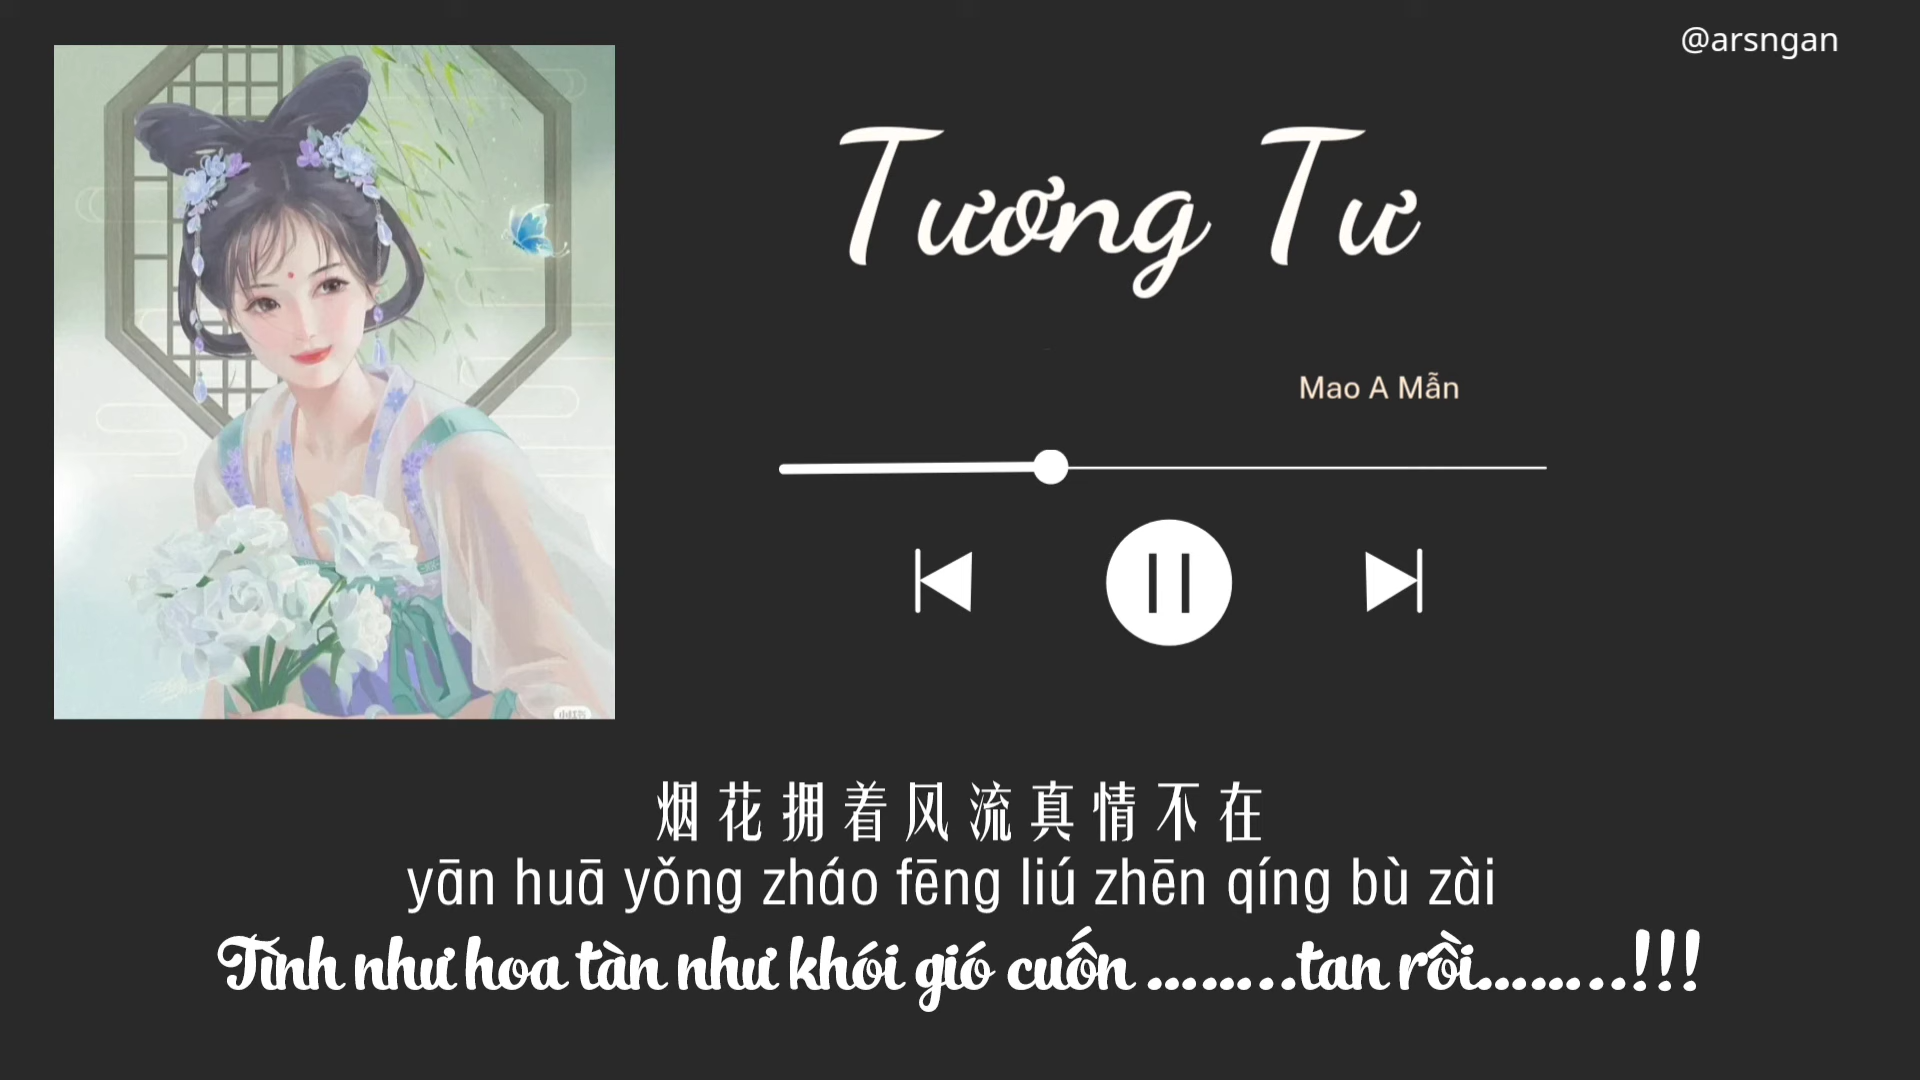 @arsngan
Tương Tư
Mao A Mẫn
烟花拥着风流真情不在
yān huā yǒng zháo fēng liú zhēn qíng bù zài
Tình như hoa tàn như khói gió cuốn ........tan rồi........!!!